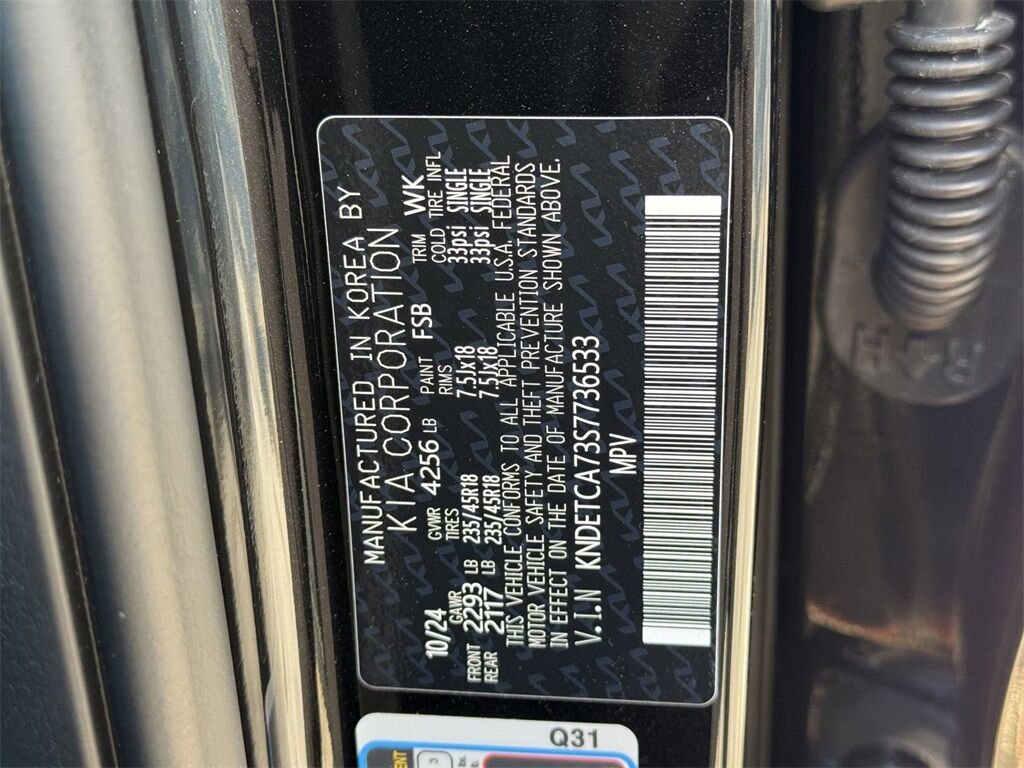 MANUFACTURED IN KOREA BY
KIA CORPORATION
10/24 GVWR 4256 LB PAINT FSB TRIM WK
GAWR TIRES RIMS COLD TIRE INFL
FRONT 2293 LB 235/45R18 7.5Jx18 33psi SINGLE
REAR 2117 LB 235/45R18 7.5Jx18 33psi SINGLE
THIS VEHICLE CONFORMS TO ALL APPLICABLE U.S.A. FEDERAL
MOTOR VEHICLE SAFETY AND THEFT PREVENTION STANDARDS
IN EFFECT ON THE DATE OF MANUFACTURE SHOWN ABOVE.
V.I.N KNDETCA73S7736533
MPV
Q31